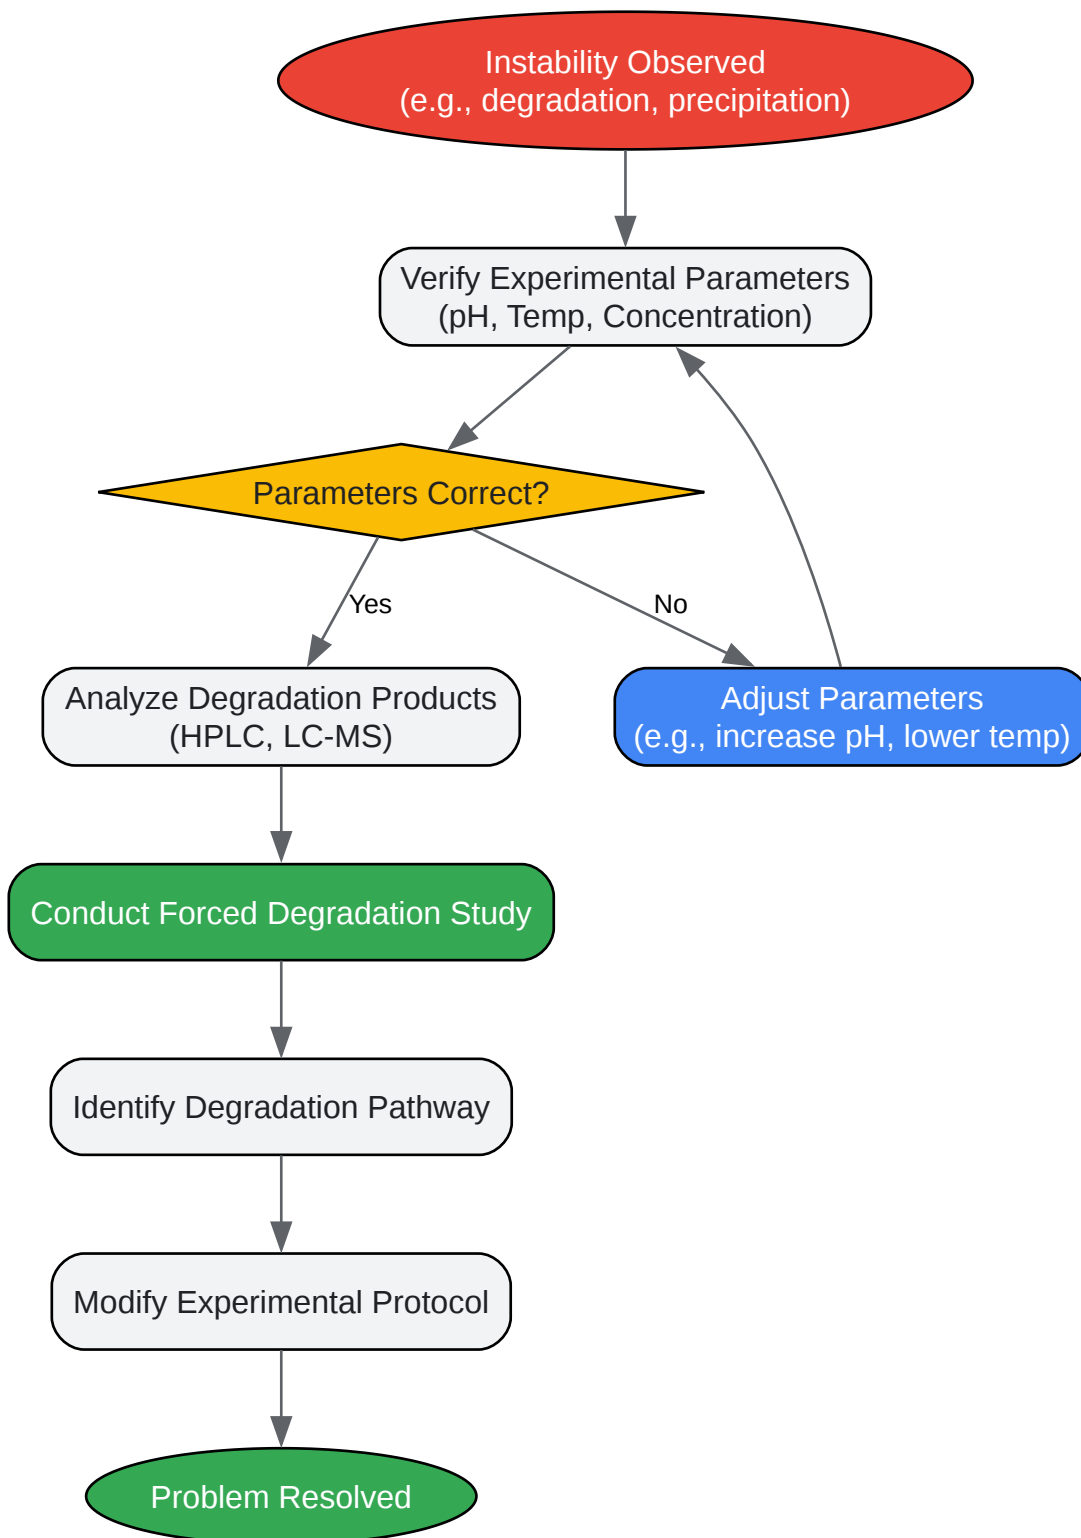 Instability Observed
(e.g., degradation, precipitation)
Verify Experimental Parameters
(pH, Temp, Concentration)
Parameters Correct?
Yes
No
Analyze Degradation Products
(HPLC, LC-MS)
Adjust Parameters
(e.g., increase pH, lower temp)
Conduct Forced Degradation Study
Identify Degradation Pathway
Modify Experimental Protocol
Problem Resolved